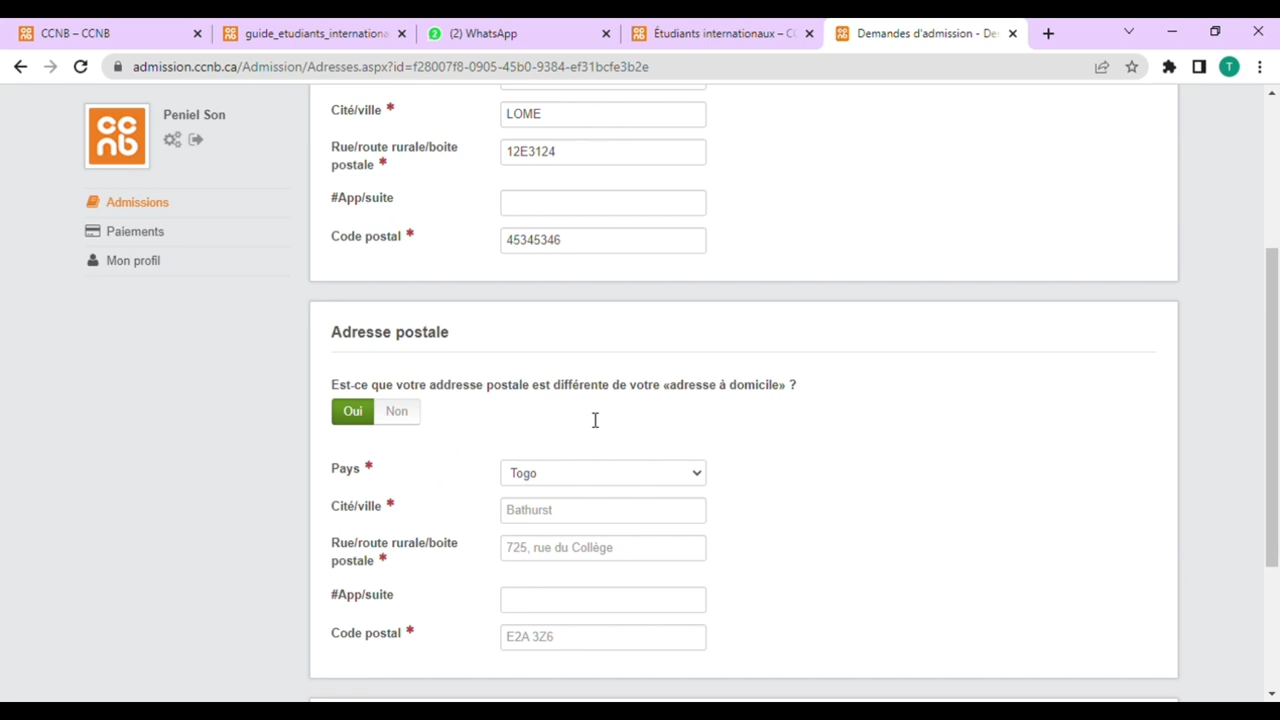 CCNB – CCNB
guide_etudiants_internationa
(2) WhatsApp
Étudiants internationaux – C
Demandes d'admission - De
admission.ccnb.ca/Admission/Adresses.aspx?id=f28007f8-0905-45b0-9384-ef31bcfe3b2e
T
cc
nb
Peniel Son
Admissions
Paiements
Mon profil
Cité/ville *
LOME
Rue/route rurale/boite
postale *
12E3124
#App/suite
Code postal *
45345346
Adresse postale
Est-ce que votre addresse postale est différente de votre «adresse à domicile» ?
Oui Non
Pays *
Togo
Cité/ville *
Bathurst
Rue/route rurale/boite
postale *
725, rue du Collège
#App/suite
Code postal *
E2A 3Z6